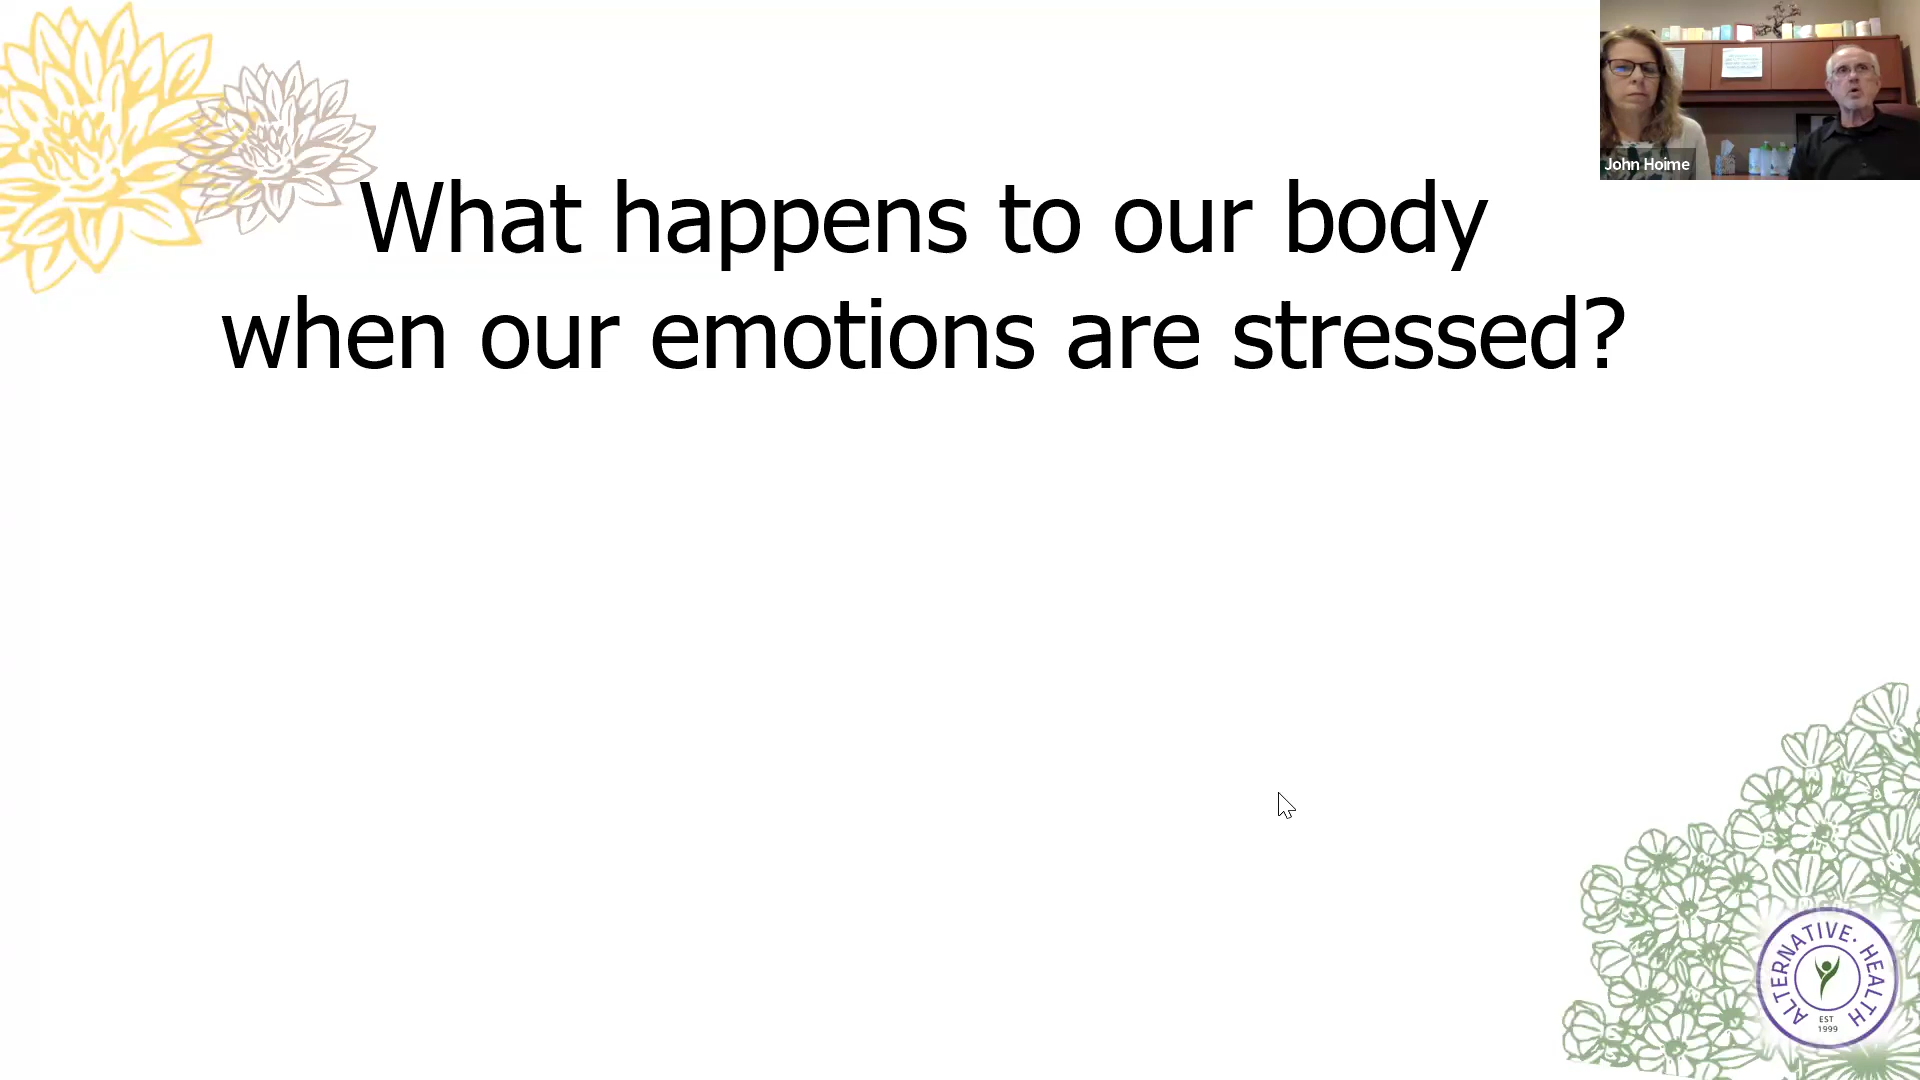 What happens to our body
when our emotions are stressed?
John Hoime
ALTERNATIVE· HEALTH
EST
1999